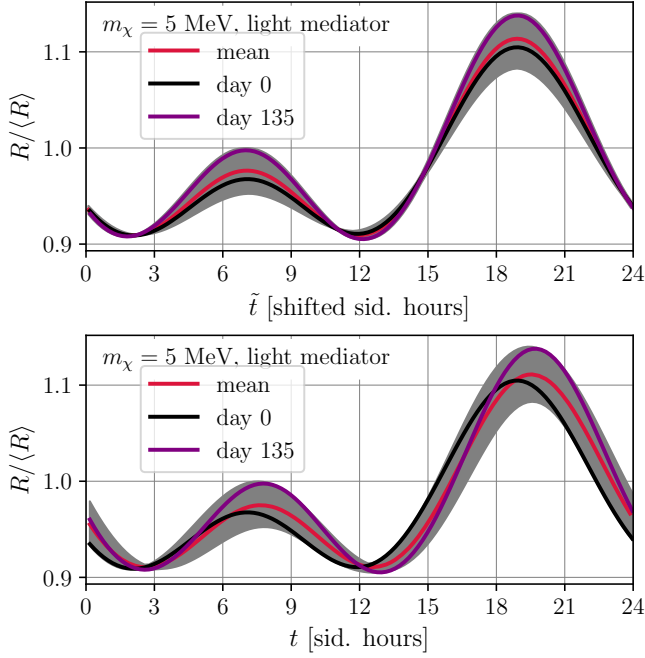 m_χ = 5 MeV, light mediator
mean
day 0
day 135
R/⟨R⟩
1.1
1.0
0.9
0 3 6 9 12 15 18 21 24
t̃ [shifted sid. hours]
m_χ = 5 MeV, light mediator
mean
day 0
day 135
R/⟨R⟩
1.1
1.0
0.9
0 3 6 9 12 15 18 21 24
t [sid. hours]